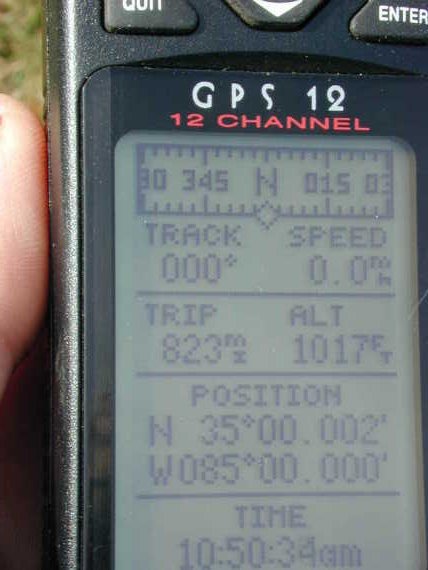 QUIT
ENTER
GPS 12
12 CHANNEL
30 345 N 015 03
TRACK SPEED
000° 0.0mh
TRIP ALT
823mI 1017FT
POSITION
N 35°00.002'
W085°00.000'
TIME
10:50:34am